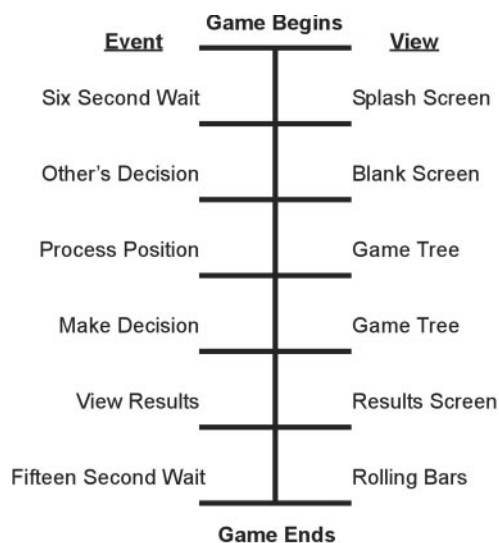 Game Begins
Event View
Six Second Wait Splash Screen
Other's Decision Blank Screen
Process Position Game Tree
Make Decision Game Tree
View Results Results Screen
Fifteen Second Wait Rolling Bars
Game Ends